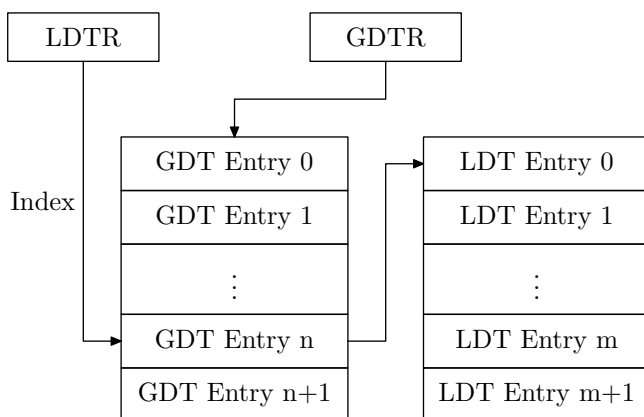 LDTR
GDTR
Index
GDT Entry 0
GDT Entry 1
⋮
GDT Entry n
GDT Entry n+1
LDT Entry 0
LDT Entry 1
⋮
LDT Entry m
LDT Entry m+1